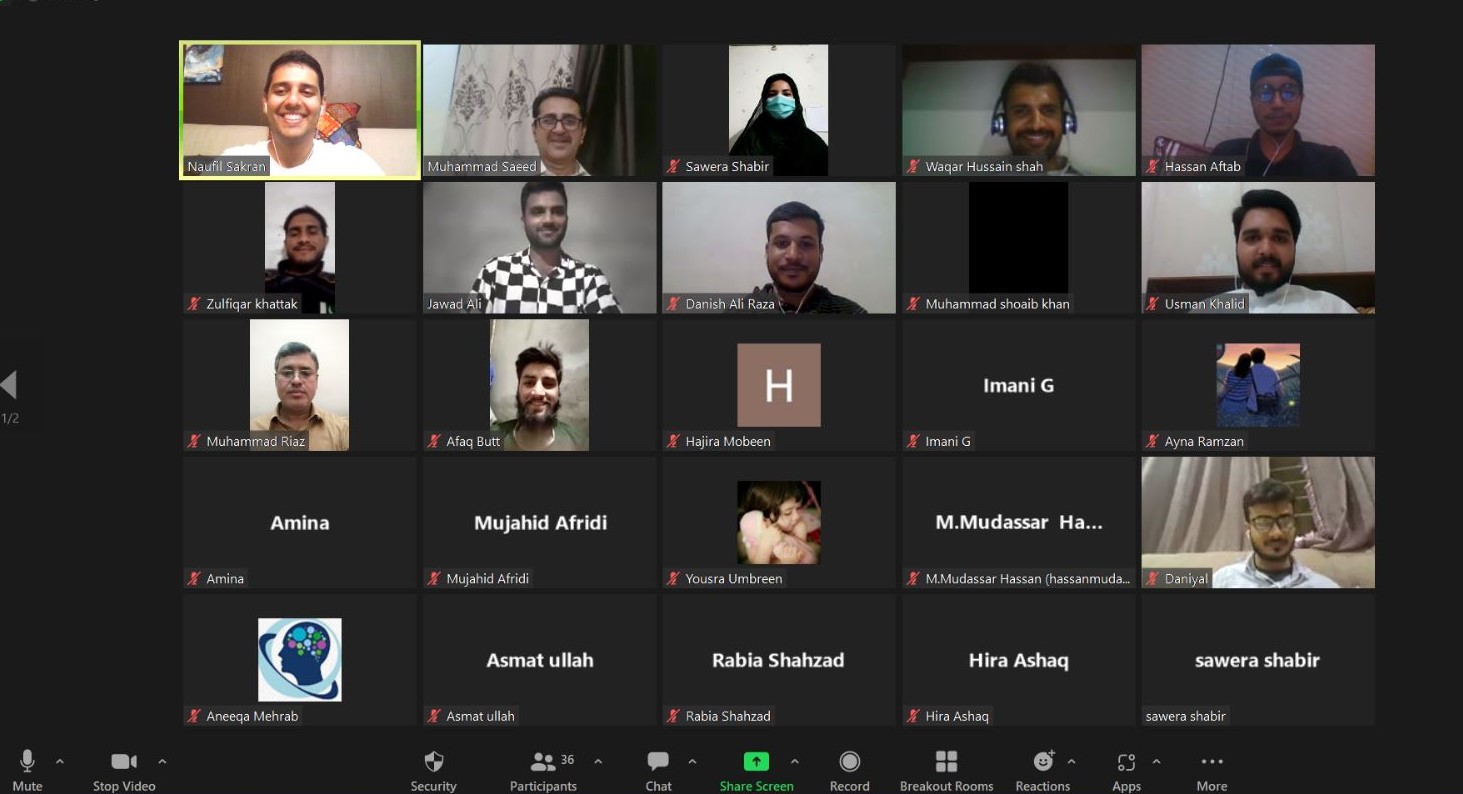 Naufil Sakran
Muhammad Saeed
Sawera Shabir
Waqar Hussain shah
Hassan Aftab
Zulfiqar khattak
Jawad Ali
Danish Ali Raza
Muhammad shoaib khan
Usman Khalid
Muhammad Riaz
Afaq Butt
H
Hajira Mobeen
Imani G
Imani G
Ayna Ramzan
1/2
Amina
Amina
Mujahid Afridi
Mujahid Afridi
Yousra Umbreen
M.Mudassar Ha...
M.Mudassar Hassan (hassanmuda...
Daniyal
Aneeqa Mehrab
Asmat ullah
Asmat ullah
Rabia Shahzad
Rabia Shahzad
Hira Ashaq
Hira Ashaq
sawera shabir
sawera shabir
Mute
Stop Video
Security
36
Participants
Chat
Share Screen
Record
Breakout Rooms
Reactions
Apps
More